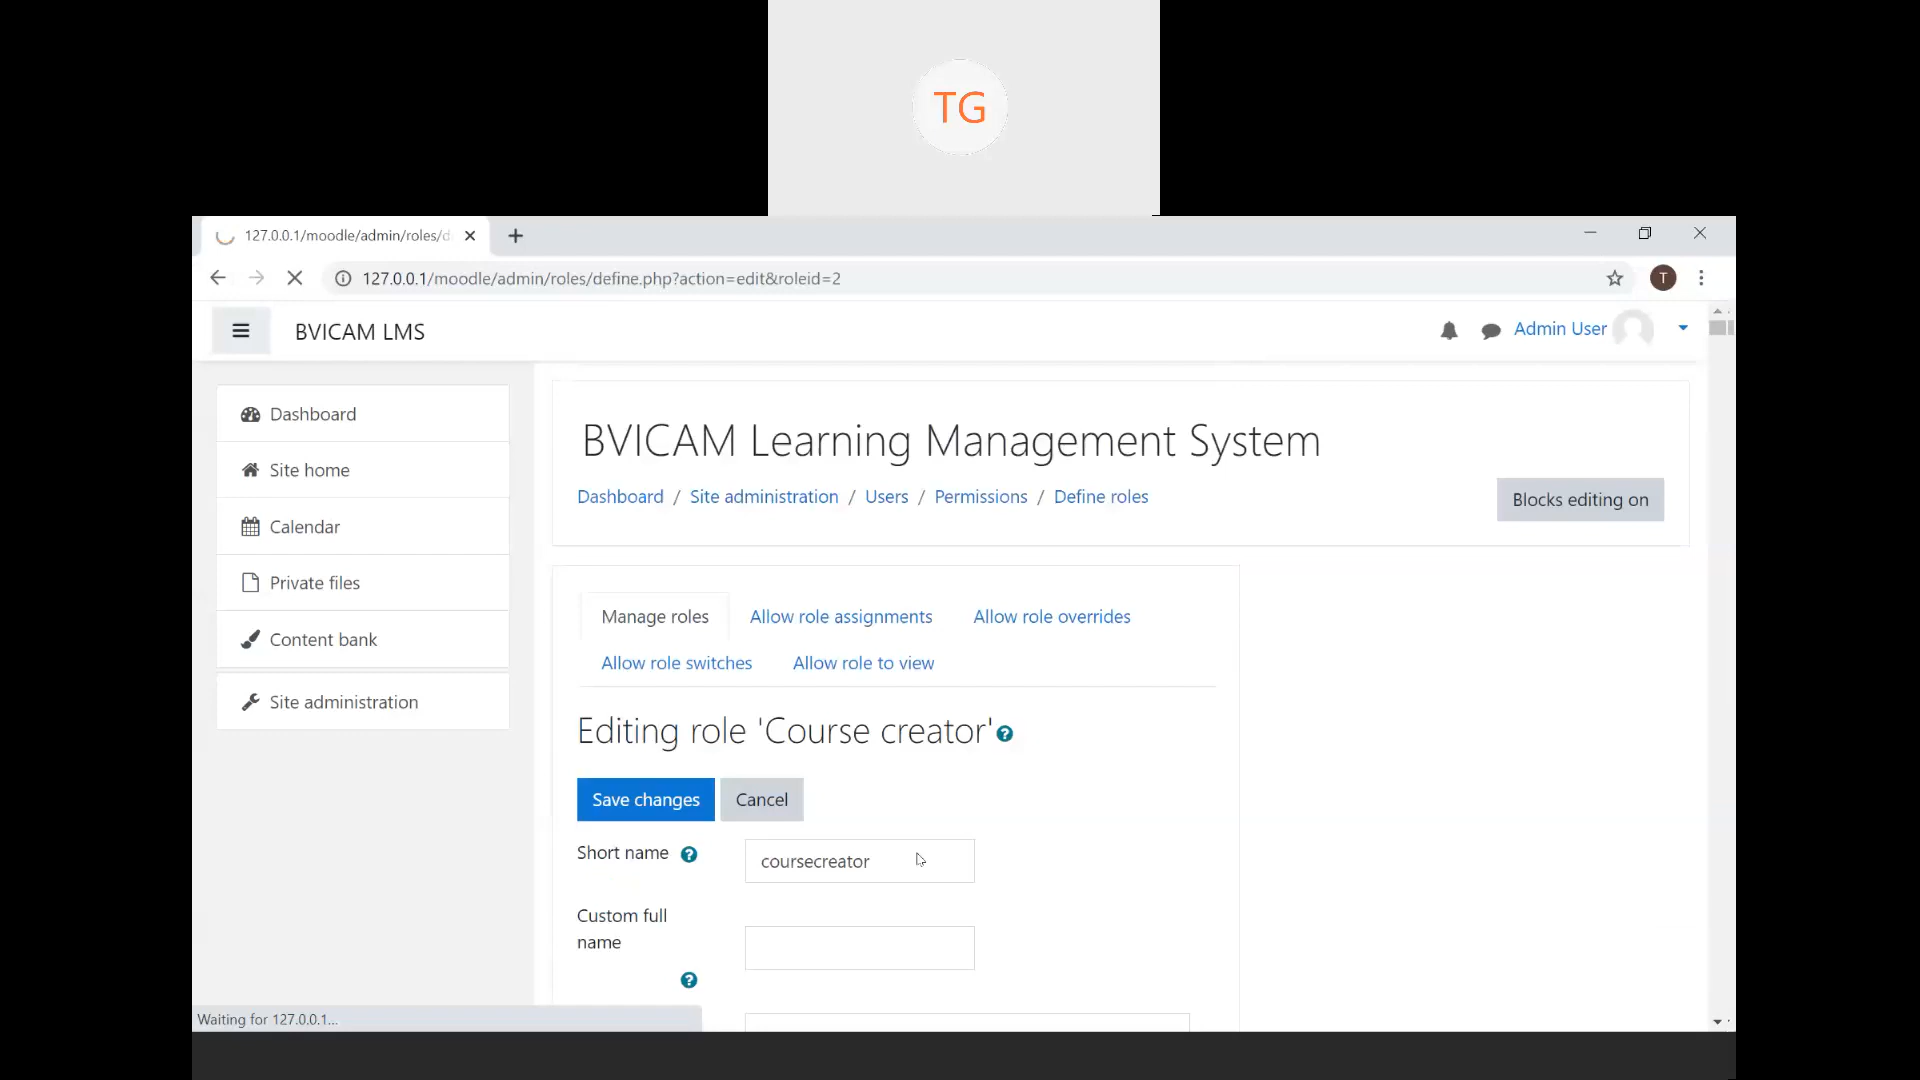 TG
127.0.0.1/moodle/admin/roles/d
127.0.0.1/moodle/admin/roles/define.php?action=edit&roleid=2
T
BVICAM LMS
Admin User
Dashboard
Site home
Calendar
Private files
Content bank
Site administration
BVICAM Learning Management System
Dashboard / Site administration / Users / Permissions / Define roles
Blocks editing on
Manage roles Allow role assignments Allow role overrides
Allow role switches Allow role to view
Editing role 'Course creator'
Save changes Cancel
Short name
coursecreator
Custom full
name
Waiting for 127.0.0.1...